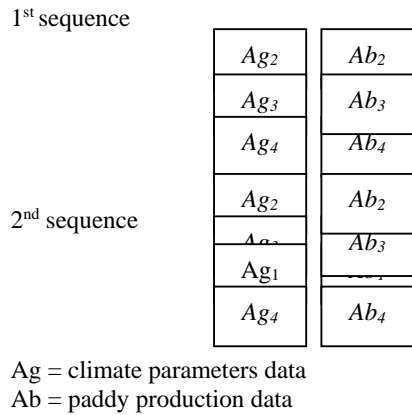 1st sequence
Ag2 Ab2
Ag3 Ab3
Ag4 Ab4
Ag2 Ab2
2nd sequence
Ab3
Ag1
Ag4 Ab4
Ag = climate parameters data
Ab = paddy production data